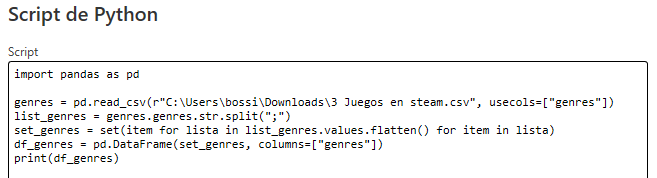 Script de Python
Script
import pandas as pd
genres = pd.read_csv(r"C:\Users\bossi\Downloads\3 Juegos en steam.csv", usecols=["genres"])
list_genres = genres.genres.str.split(";")
set_genres = set(item for lista in list_genres.values.flatten() for item in lista)
df_genres = pd.DataFrame(set_genres, columns=["genres"])
print(df_genres)